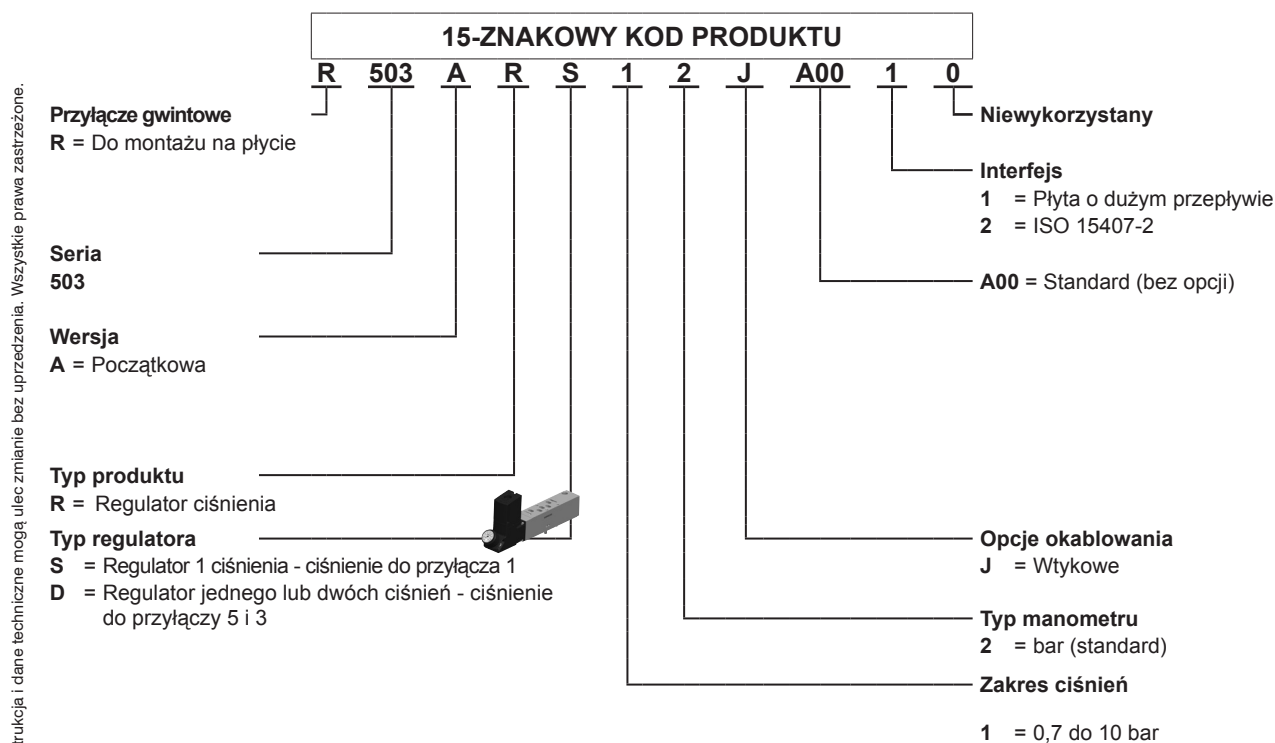 15-ZNAKOWY KOD PRODUKTU
R 503 A R S 1 2 J A00 1 0
Przyłącze gwintowe
R = Do montażu na płycie
Seria
503
Wersja
A = Początkowa
Typ produktu
R = Regulator ciśnienia
Typ regulatora
S = Regulator 1 ciśnienia - ciśnienie do przyłącza 1
D = Regulator jednego lub dwóch ciśnień - ciśnienie
do przyłączy 5 i 3
Niewykorzystany
Interfejs
1 = Płyta o dużym przepływie
2 = ISO 15407-2
A00 = Standard (bez opcji)
Opcje okablowania
J = Wtykowe
Typ manometru
2 = bar (standard)
Zakres ciśnień
1 = 0,7 do 10 bar
trukcja i dane techniczne mogą ulec zmianie bez uprzedzenia. Wszystkie prawa zastrzeżone.